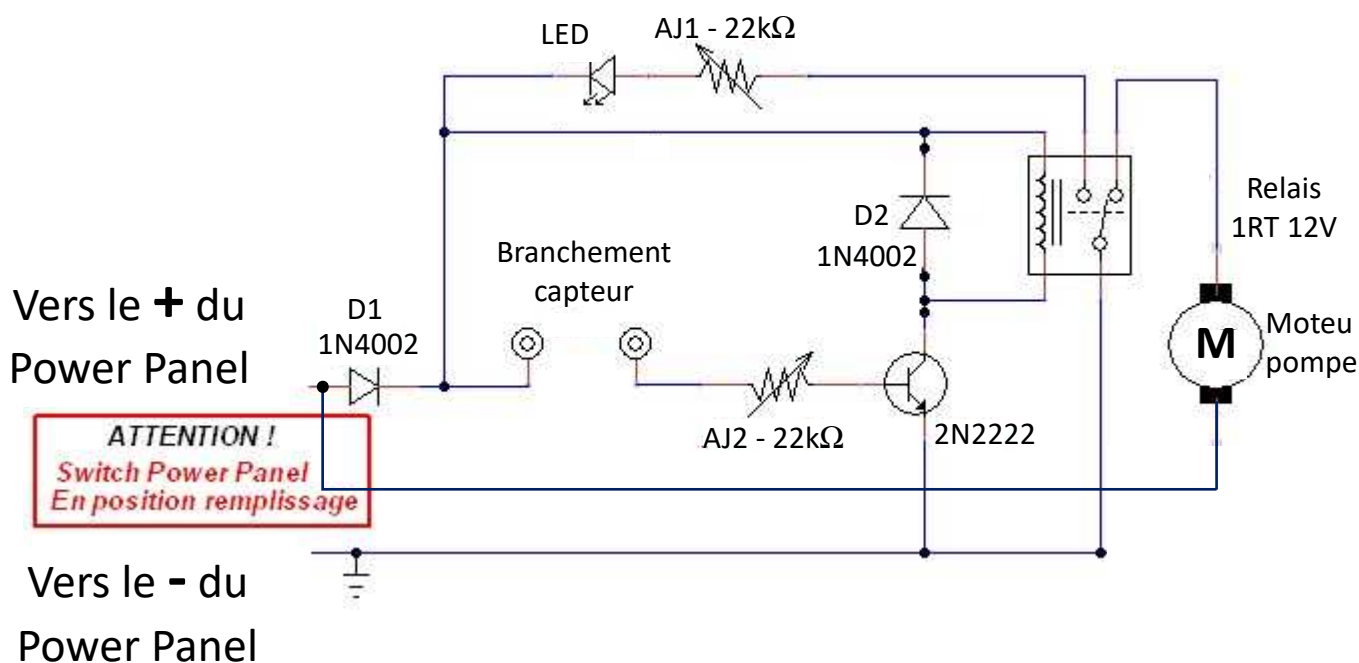 LED
AJ1 - 22kΩ
D2
1N4002
Relais
1RT 12V
Branchement
capteur
Vers le + du
Power Panel
D1
1N4002
M
Moteu
pompe
ATTENTION !
Switch Power Panel
En position remplissage
AJ2 - 22kΩ
2N2222
Vers le - du
Power Panel